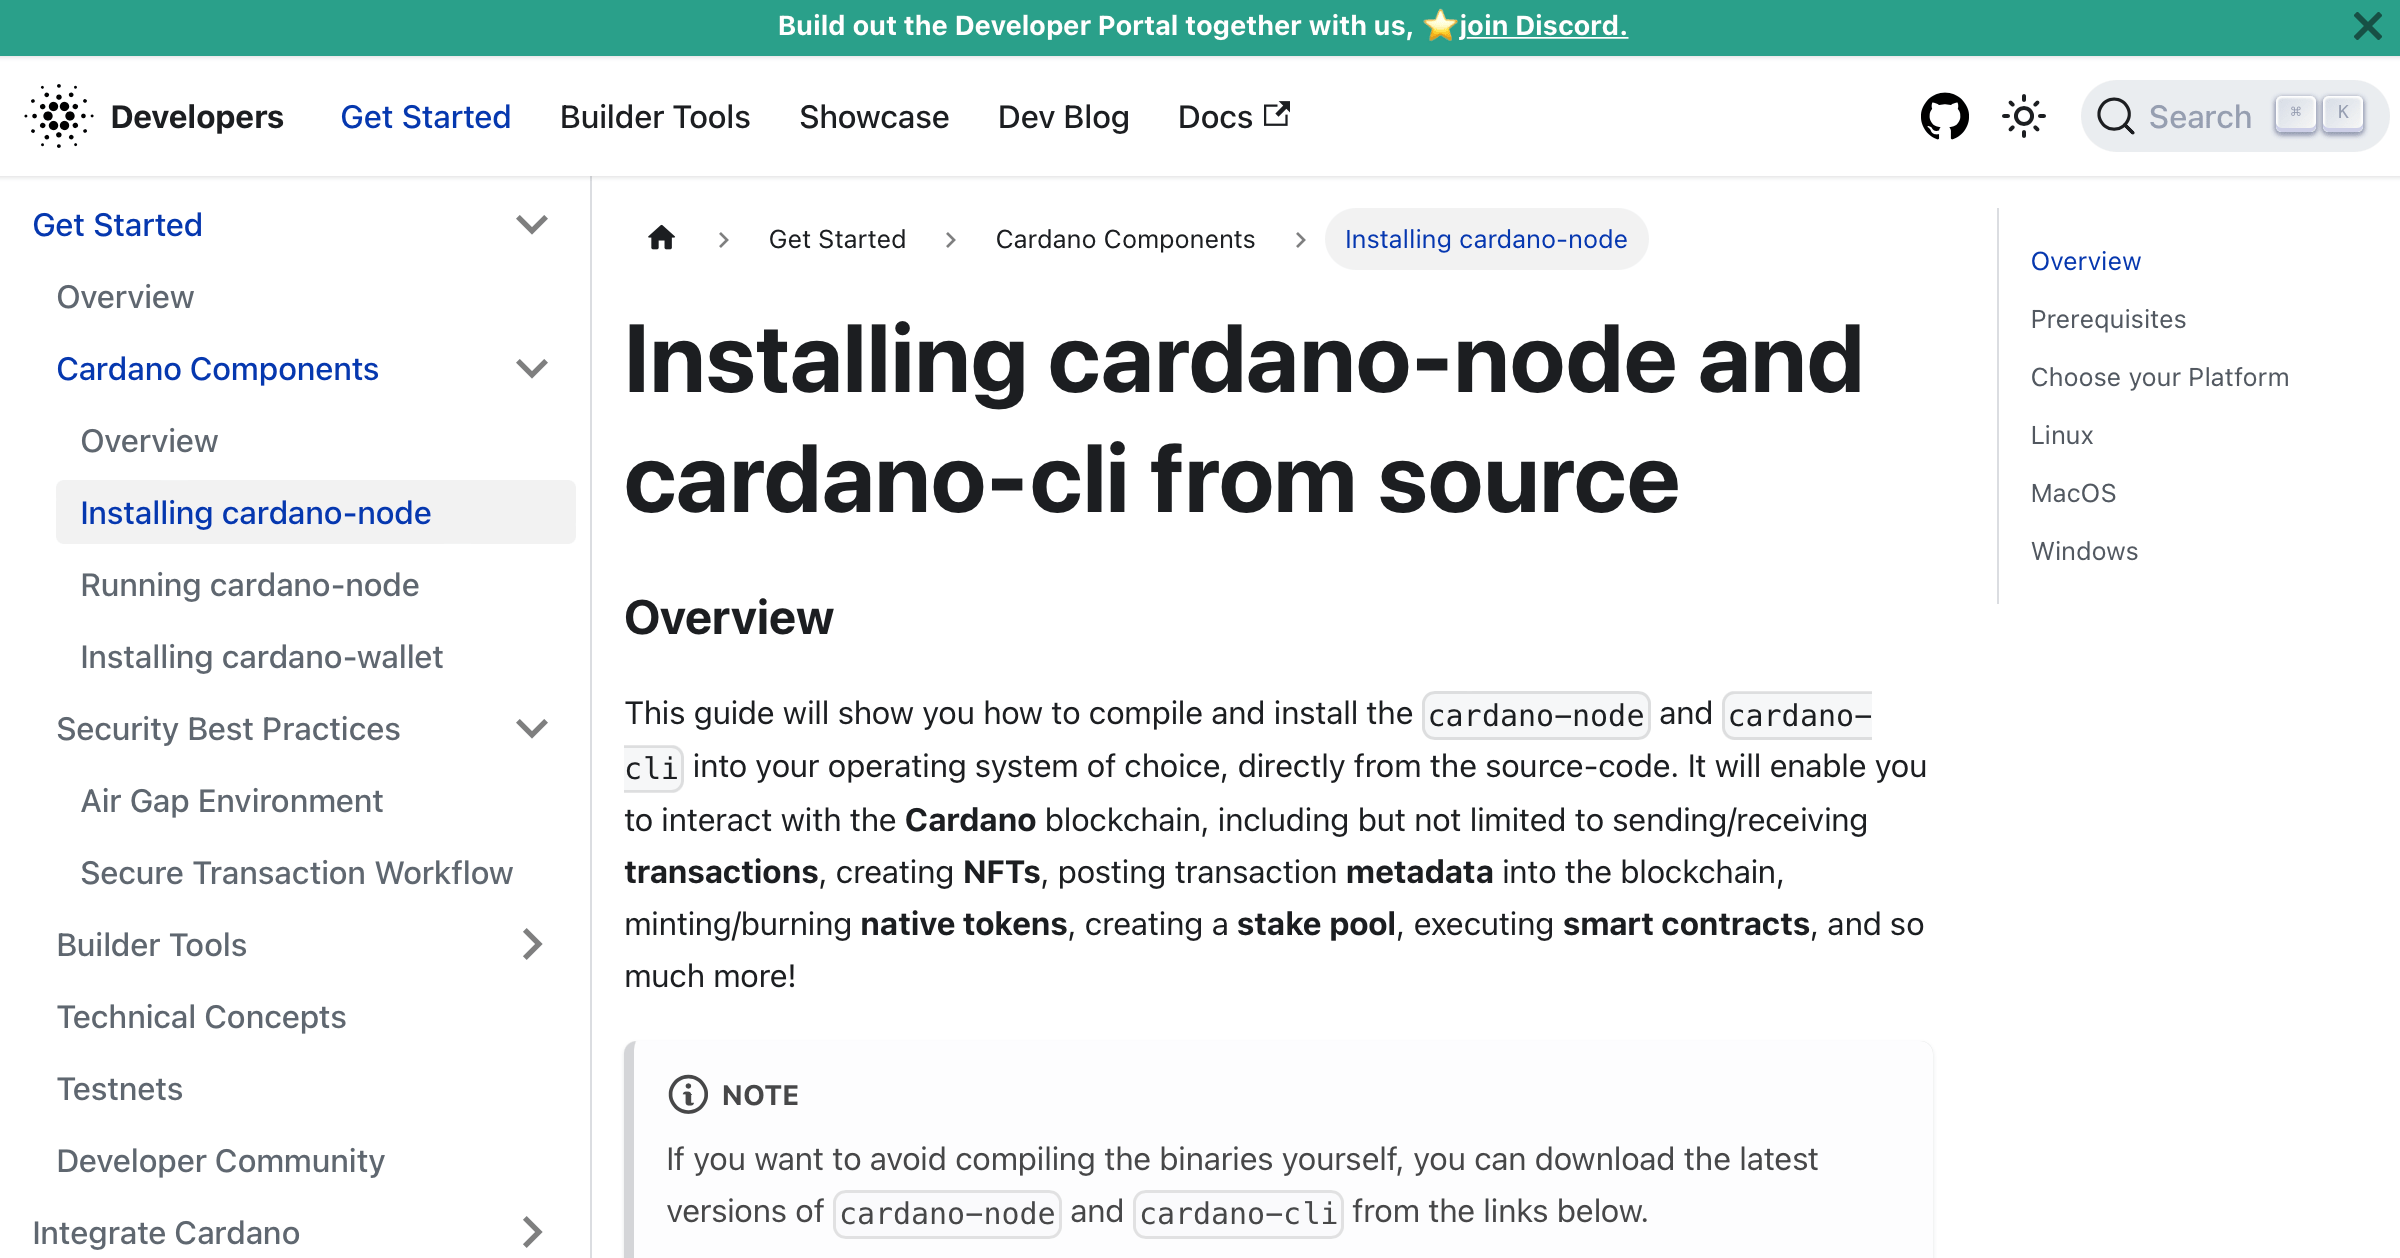 Build out the Developer Portal together with us, ⭐join Discord.
Developers
Get Started
Builder Tools
Showcase
Dev Blog
Docs
Search
⌘
K
Get Started
Overview
Cardano Components
Overview
Installing cardano-node
Running cardano-node
Installing cardano-wallet
Security Best Practices
Air Gap Environment
Secure Transaction Workflow
Builder Tools
Technical Concepts
Testnets
Developer Community
Integrate Cardano
Get Started
Cardano Components
Installing cardano-node
Installing cardano-node and
cardano-cli from source
Overview
This guide will show you how to compile and install the cardano-node and cardano-
cli into your operating system of choice, directly from the source-code. It will enable you
to interact with the Cardano blockchain, including but not limited to sending/receiving
transactions, creating NFTs, posting transaction metadata into the blockchain,
minting/burning native tokens, creating a stake pool, executing smart contracts, and so
much more!
NOTE
If you want to avoid compiling the binaries yourself, you can download the latest
versions of cardano-node and cardano-cli from the links below.
Overview
Prerequisites
Choose your Platform
Linux
MacOS
Windows